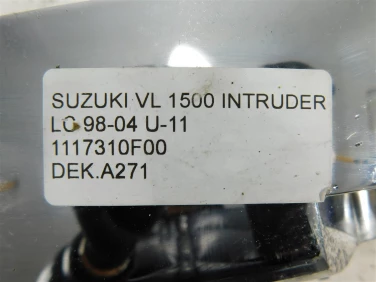 SUZUKI VL 1500 INTRUDER
LC 98-04 U-11
1117310F00
DEK.A271